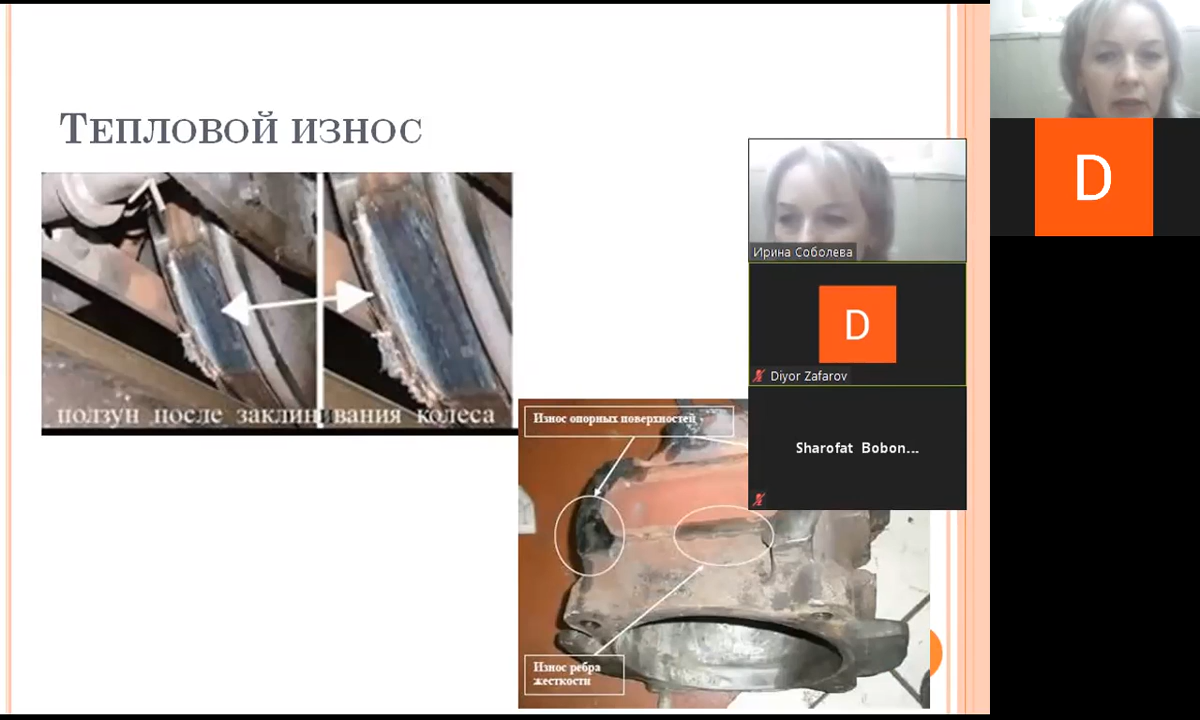 Тепловой износ
ползун после заклинивания колеса
Износ опорных поверхностей
Износ ребра
жесткости
Ирина Соболева
D
Diyor Zafarov
Sharofat Bobon...
D